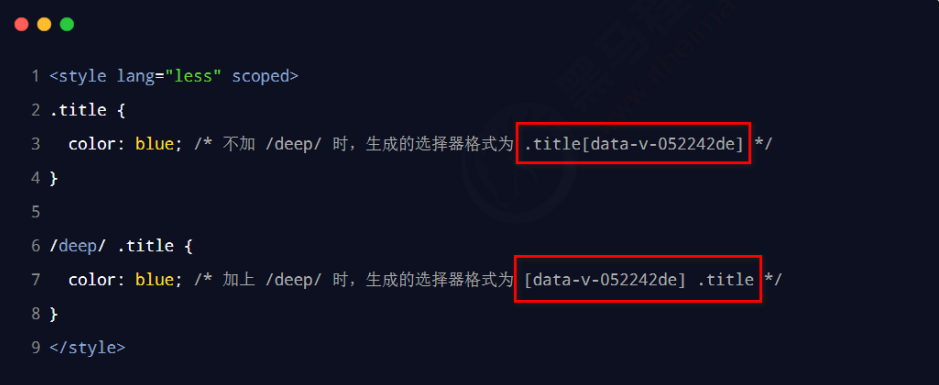 1 <style lang="less" scoped>
2 .title {
3 color: blue; /* 不加 /deep/ 时，生成的选择器格式为 .title[data-v-052242de] */
4 }
5
6 /deep/ .title {
7 color: blue; /* 加上 /deep/ 时，生成的选择器格式为 [data-v-052242de] .title */
8 }
9 </style>